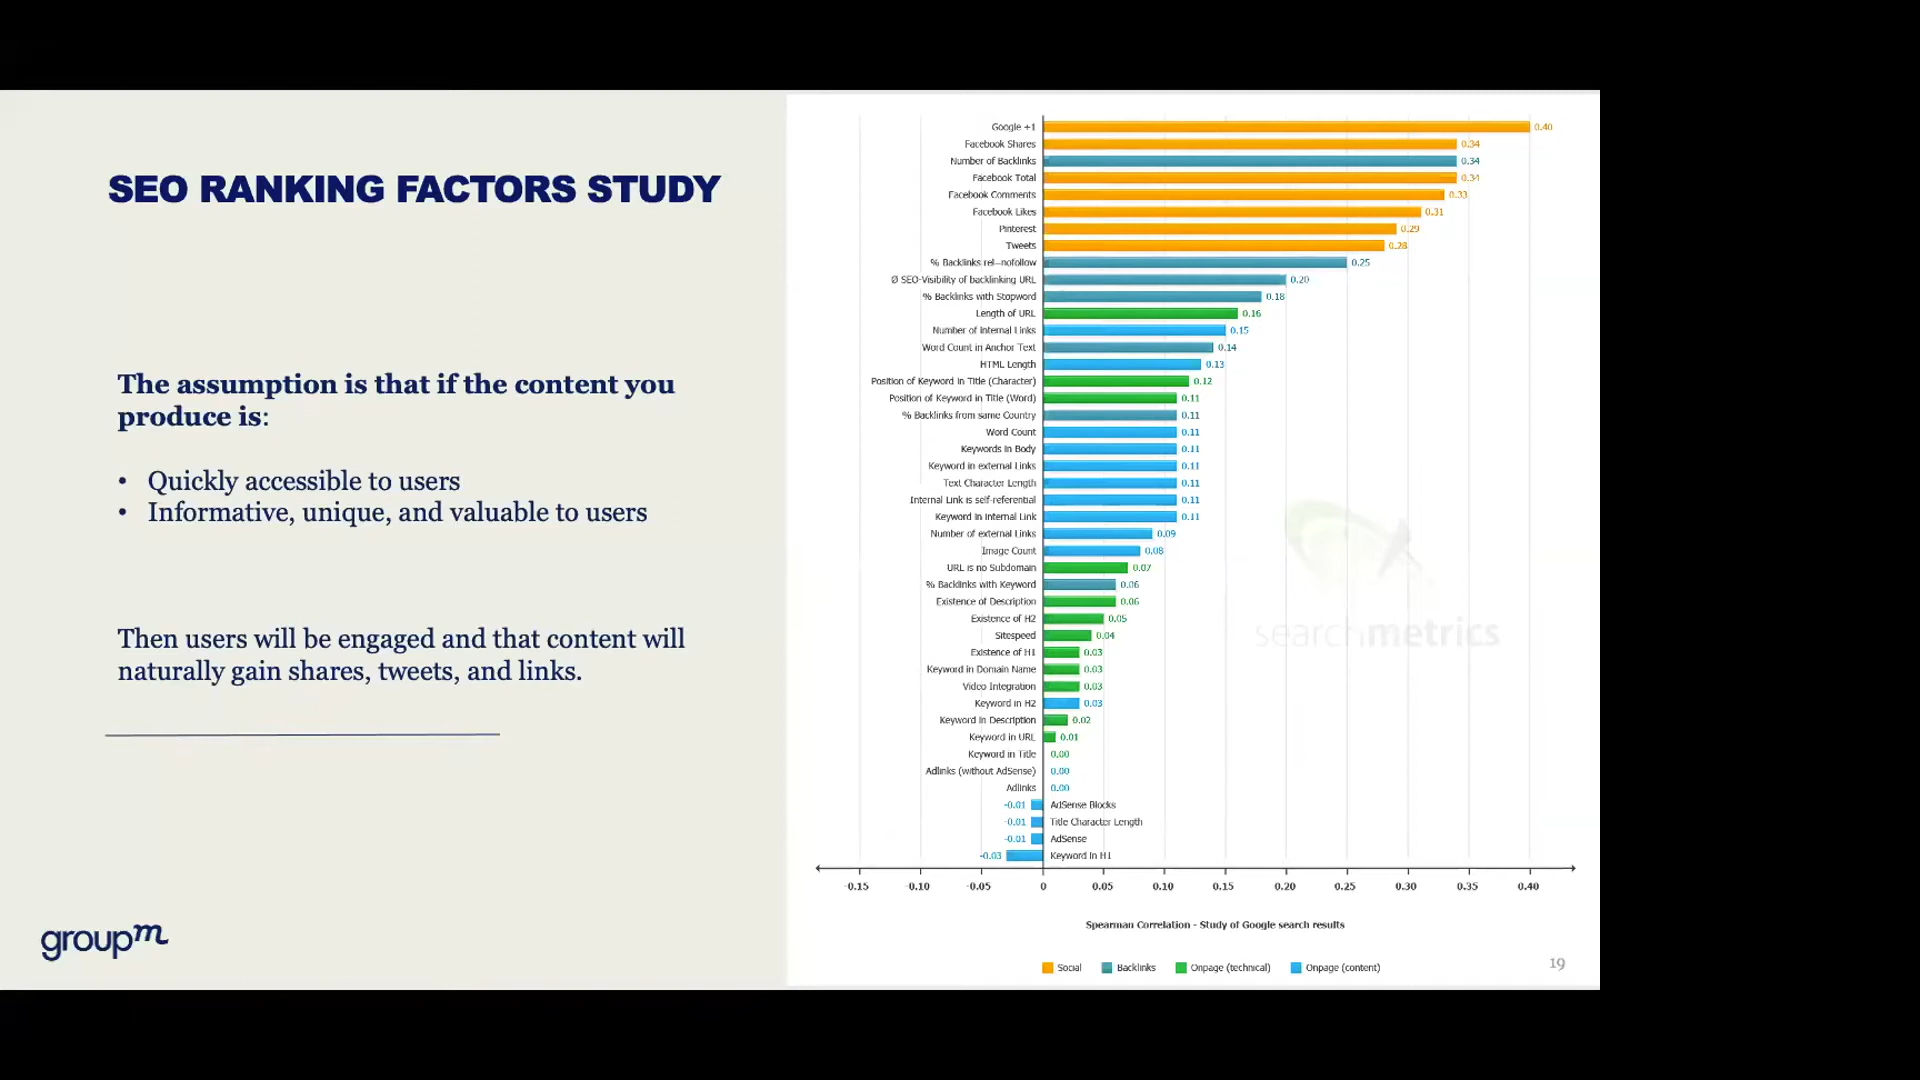 SEO RANKING FACTORS STUDY
The assumption is that if the content you
produce is:
• Quickly accessible to users
• Informative, unique, and valuable to users
Then users will be engaged and that content will
naturally gain shares, tweets, and links.
groupm
Google +1 0.40
Facebook Shares 0.34
Number of Backlinks 0.34
Facebook Total 0.34
Facebook Comments 0.33
Facebook Likes 0.31
Pinterest 0.29
Tweets 0.28
% Backlinks rel=nofollow 0.25
Ø SEO-Visibility of backlinking URL 0.20
% Backlinks with Stopword 0.18
Length of URL 0.16
Number of internal Links 0.15
Word Count in Anchor Text 0.14
HTML Length 0.13
Position of Keyword in Title (Character) 0.12
Position of Keyword in Title (Word) 0.11
% Backlinks from same Country 0.11
Word Count 0.11
Keywords in Body 0.11
Keyword in external Links 0.11
Text Character Length 0.11
Internal Link is self-referential 0.11
Keyword in Internal Link 0.11
Number of external Links 0.09
Image Count 0.08
URL is no Subdomain 0.07
% Backlinks with Keyword 0.06
Existence of Description 0.06
Existence of H2 0.05
Sitespeed 0.04
Existence of H1 0.03
Keyword in Domain Name 0.03
Video Integration 0.03
Keyword in H2 0.03
Keyword in Description 0.02
Keyword in URL 0.01
Keyword in Title 0.00
Adlinks (without AdSense) 0.00
Adlinks 0.00
-0.01 AdSense Blocks
-0.01 Title Character Length
-0.01 AdSense
-0.03 Keyword in H1
searchmetrics
-0.15 -0.10 -0.05 0 0.05 0.10 0.15 0.20 0.25 0.30 0.35 0.40
Spearman Correlation - Study of Google search results
Social Backlinks Onpage (technical) Onpage (content)
19